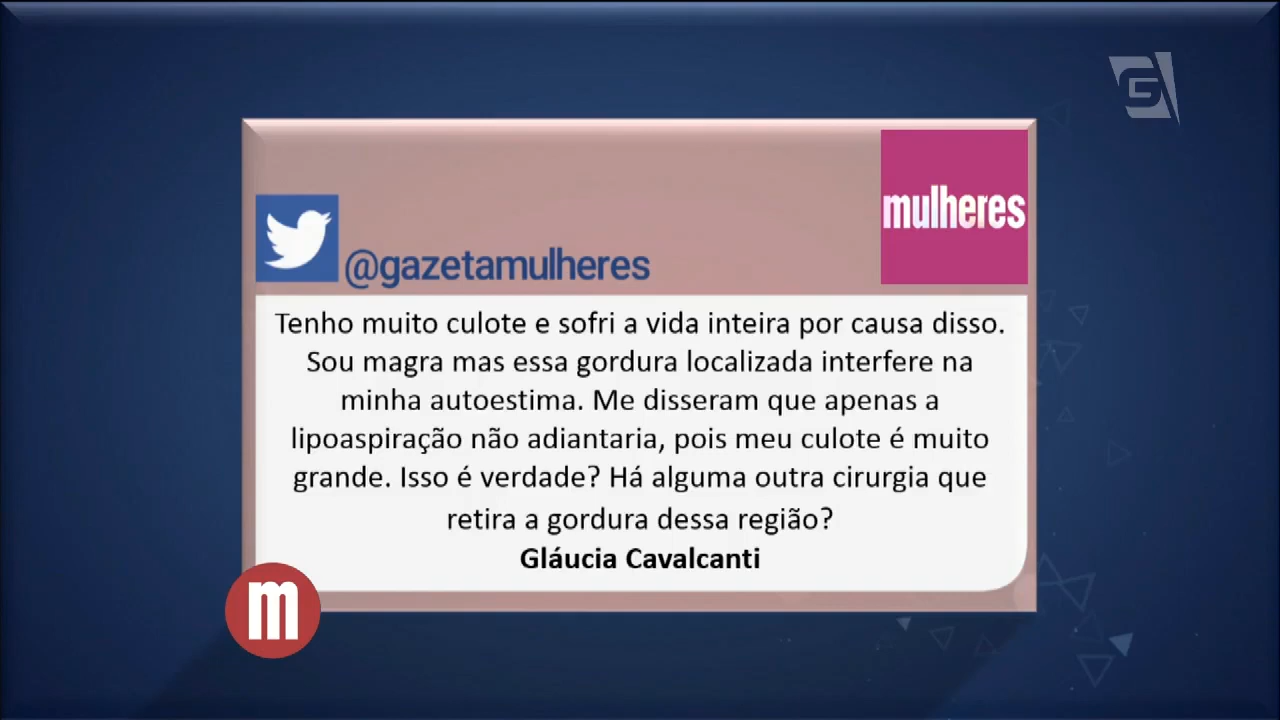 G
mulheres
@gazetamulheres
Tenho muito culote e sofri a vida inteira por causa disso.
Sou magra mas essa gordura localizada interfere na
minha autoestima. Me disseram que apenas a
lipoaspiração não adiantaria, pois meu culote é muito
grande. Isso é verdade? Há alguma outra cirurgia que
retira a gordura dessa região?
Gláucia Cavalcanti
m